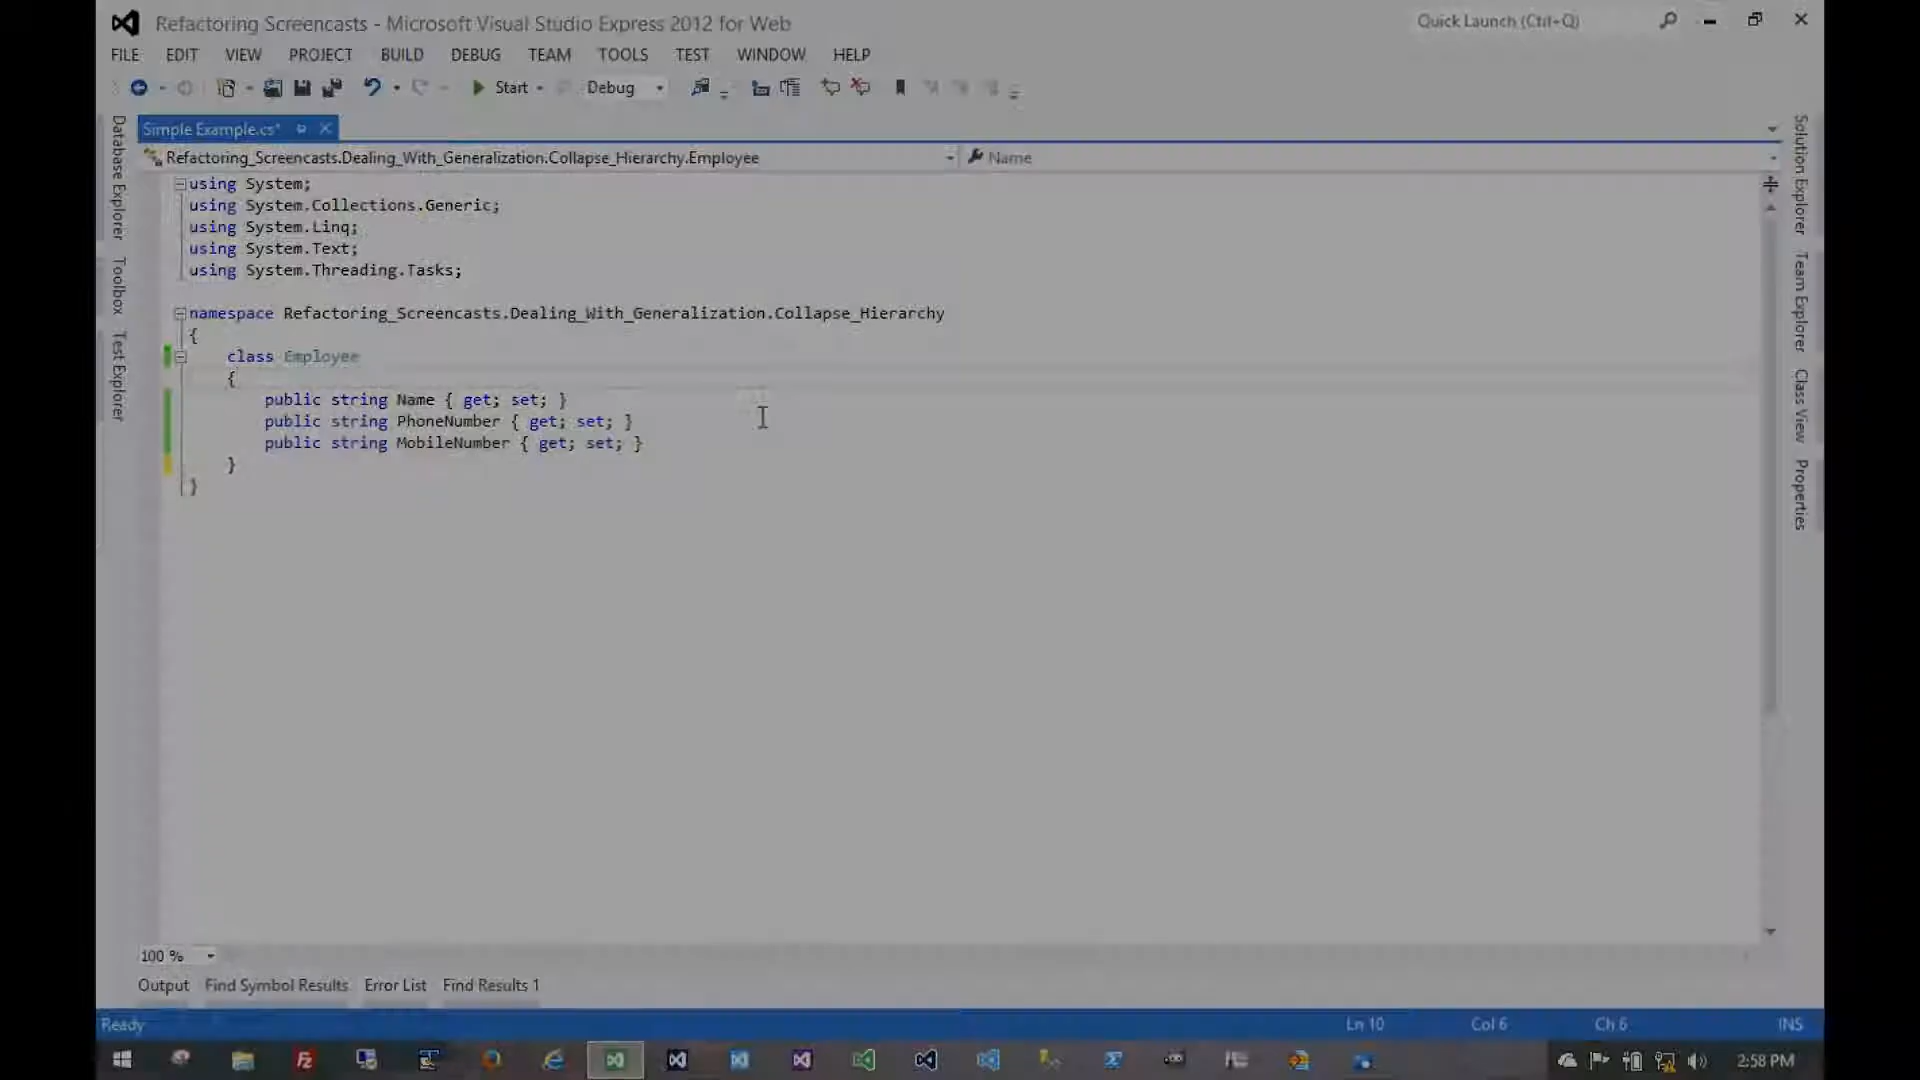 Refactoring Screencasts - Microsoft Visual Studio Express 2012 for Web
Quick Launch (Ctrl+Q)
FILE EDIT VIEW PROJECT BUILD DEBUG TEAM TOOLS TEST WINDOW HELP
Start Debug
Simple Example.cs*
Refactoring_Screencasts.Dealing_With_Generalization.Collapse_Hierarchy.Employee
Name
using System;
using System.Collections.Generic;
using System.Linq;
using System.Text;
using System.Threading.Tasks;
namespace Refactoring_Screencasts.Dealing_With_Generalization.Collapse_Hierarchy
{
class Employee
{
public string Name { get; set; }
public string PhoneNumber { get; set; }
public string MobileNumber { get; set; }
}
}
Database Explorer
Toolbox
Test Explorer
Solution Explorer
Team Explorer
Class View
Properties
100 %
Output Find Symbol Results Error List Find Results 1
Ready Ln 10 Col 6 Ch 6 INS
2:58 PM